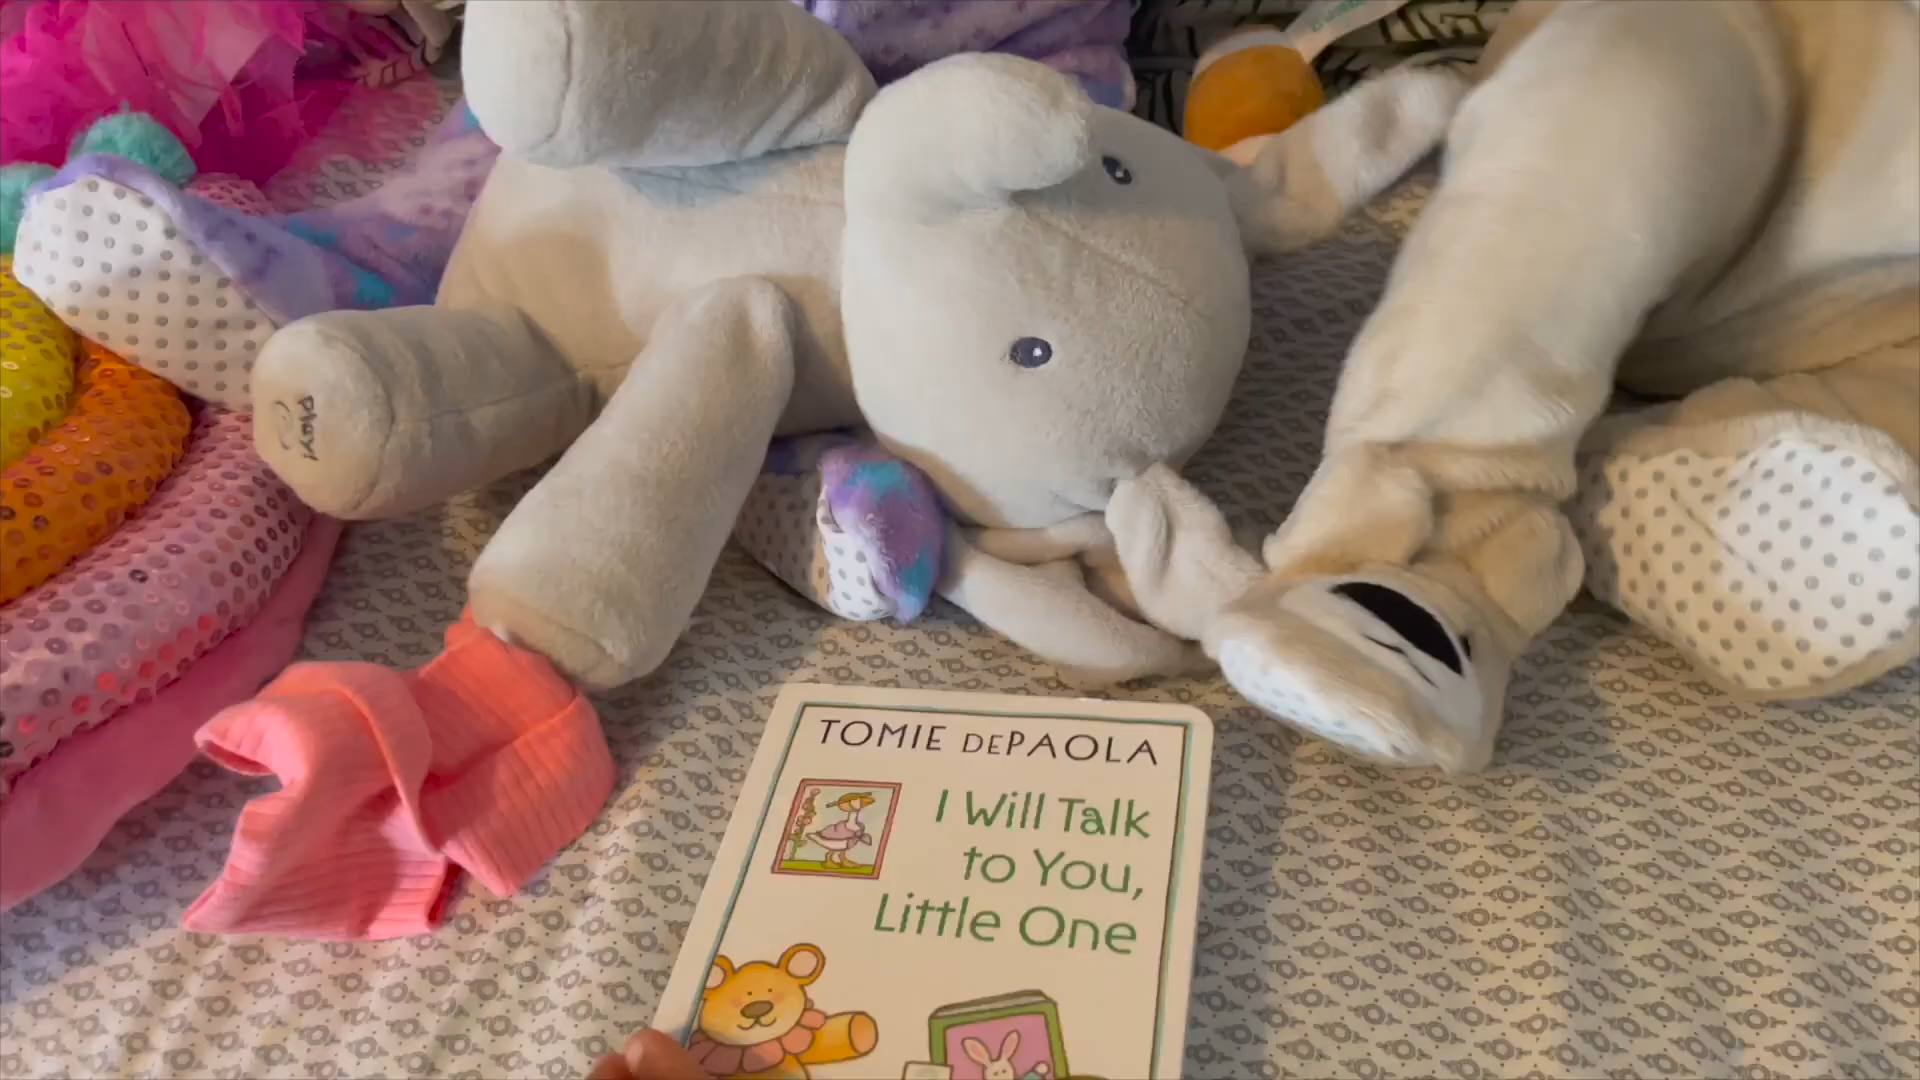 Play!
TOMIE DEPAOLA
I Will Talk
to You,
Little One